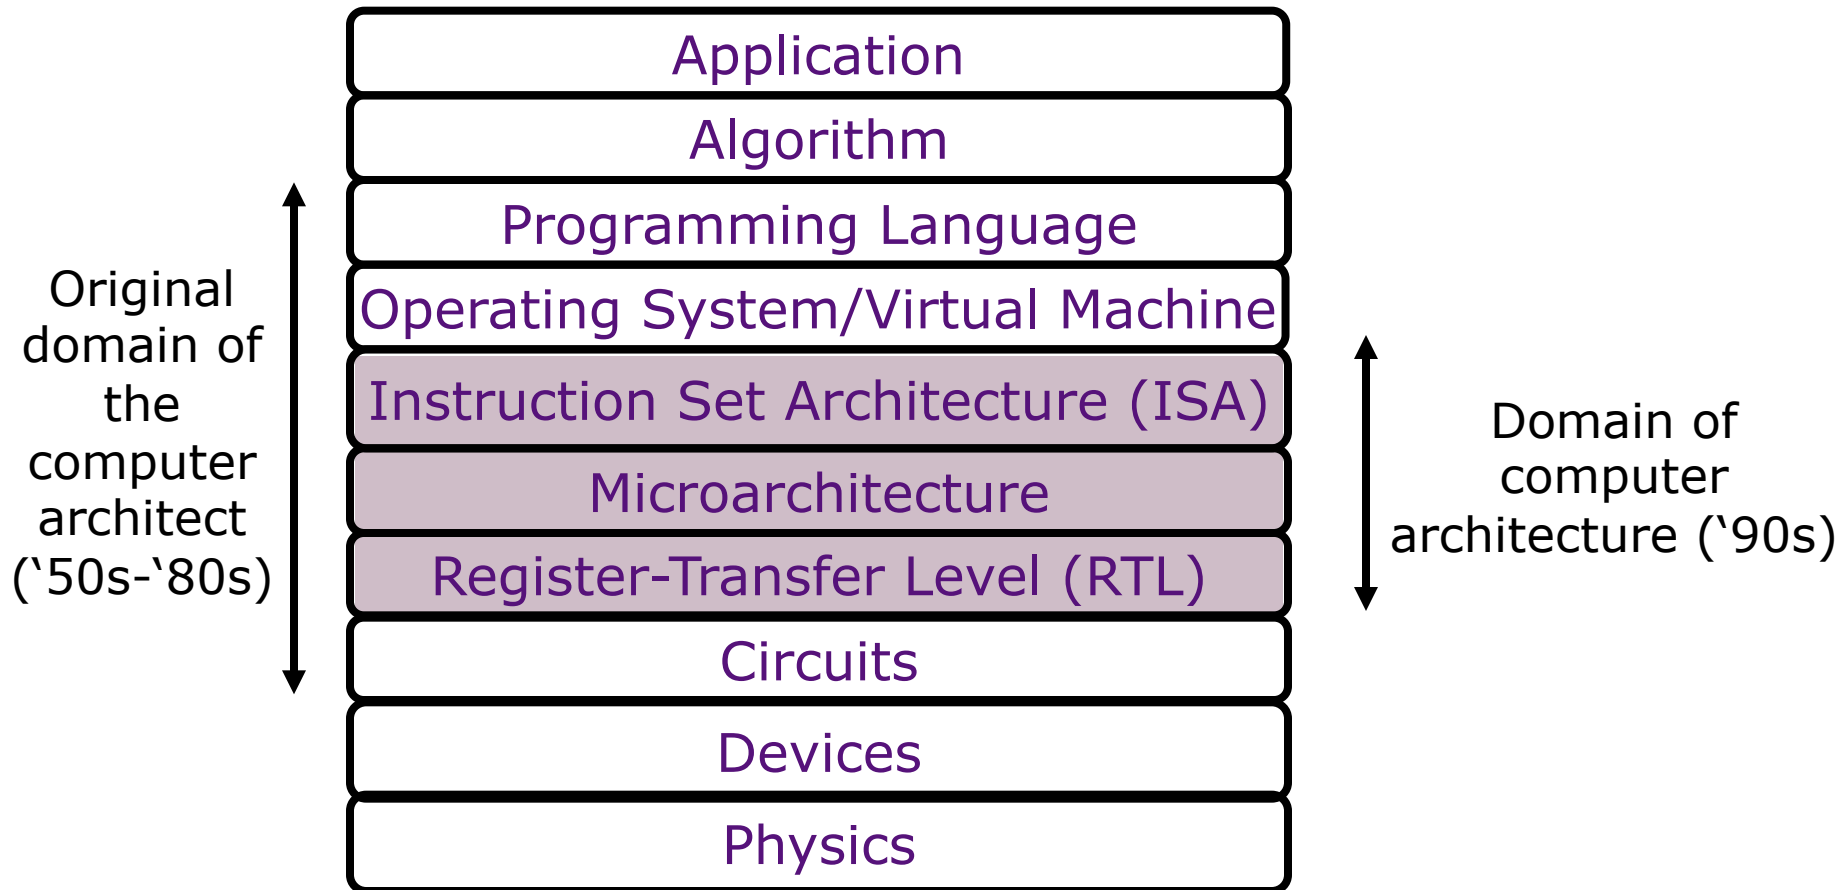 Application
Algorithm
Programming Language
Operating System/Virtual Machine
Instruction Set Architecture (ISA)
Microarchitecture
Register-Transfer Level (RTL)
Circuits
Devices
Physics
Original
domain of
the
computer
architect
(‘50s-‘80s)
Domain of
computer
architecture (‘90s)